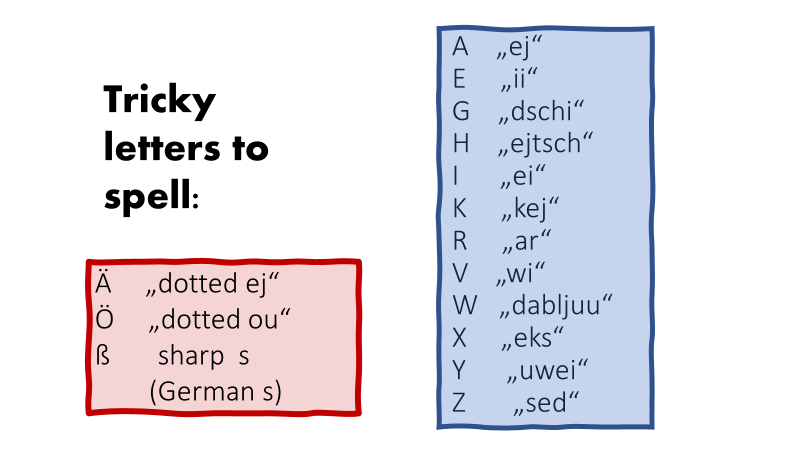 Tricky
letters to
spell:
Ä „dotted ej“
Ö „dotted ou“
ß sharp s
(German s)
A „ej“
E „ii“
G „dschi“
H „ejtsch“
I „ei“
K „kej“
R „ar“
V „wi“
W „dabljuu“
X „eks“
Y „uwei“
Z „sed“